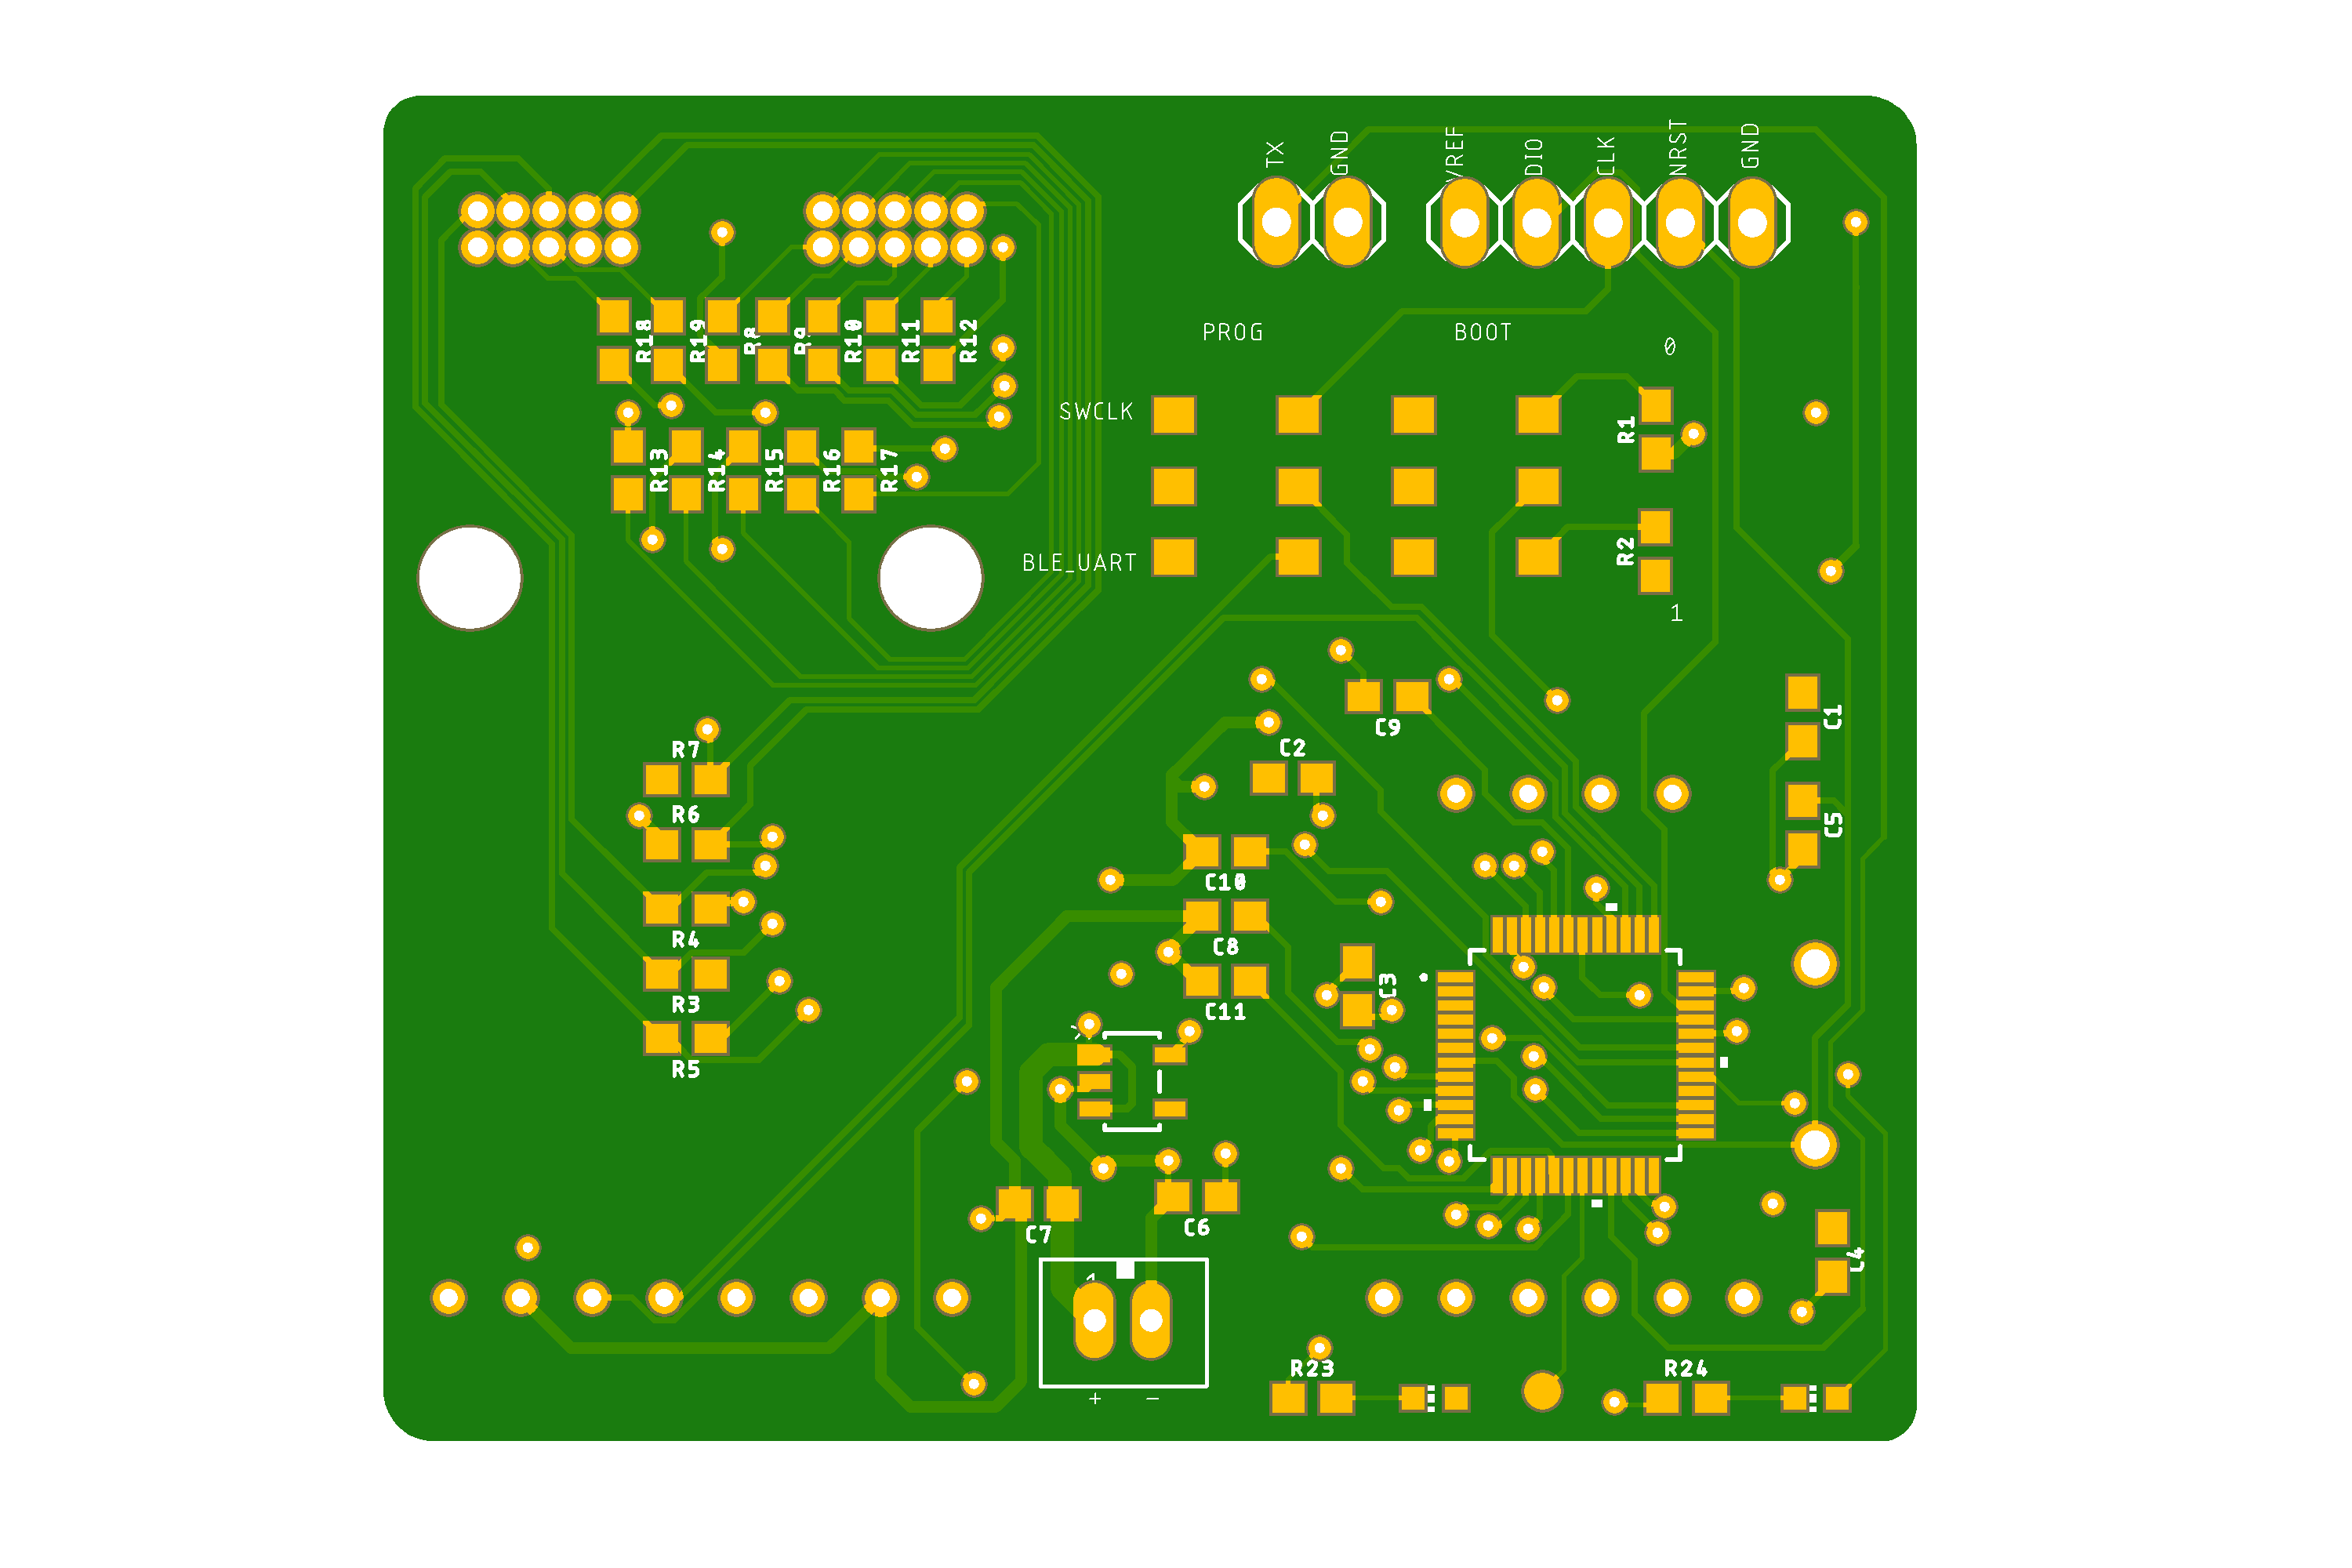 TX
GND
VREF
DIO
CLK
NRST
GND
PROG
BOOT
0
R18
R19
R8
R9
R10
R11
R12
SWCLK
R1
R13
R14
R15
R16
R17
R2
BLE_UART
1
C1
C9
R7
C2
R6
C5
C10
R4
C8
C3
R3
C11
R5
C7
C6
C4
1
R23
R24
+
-